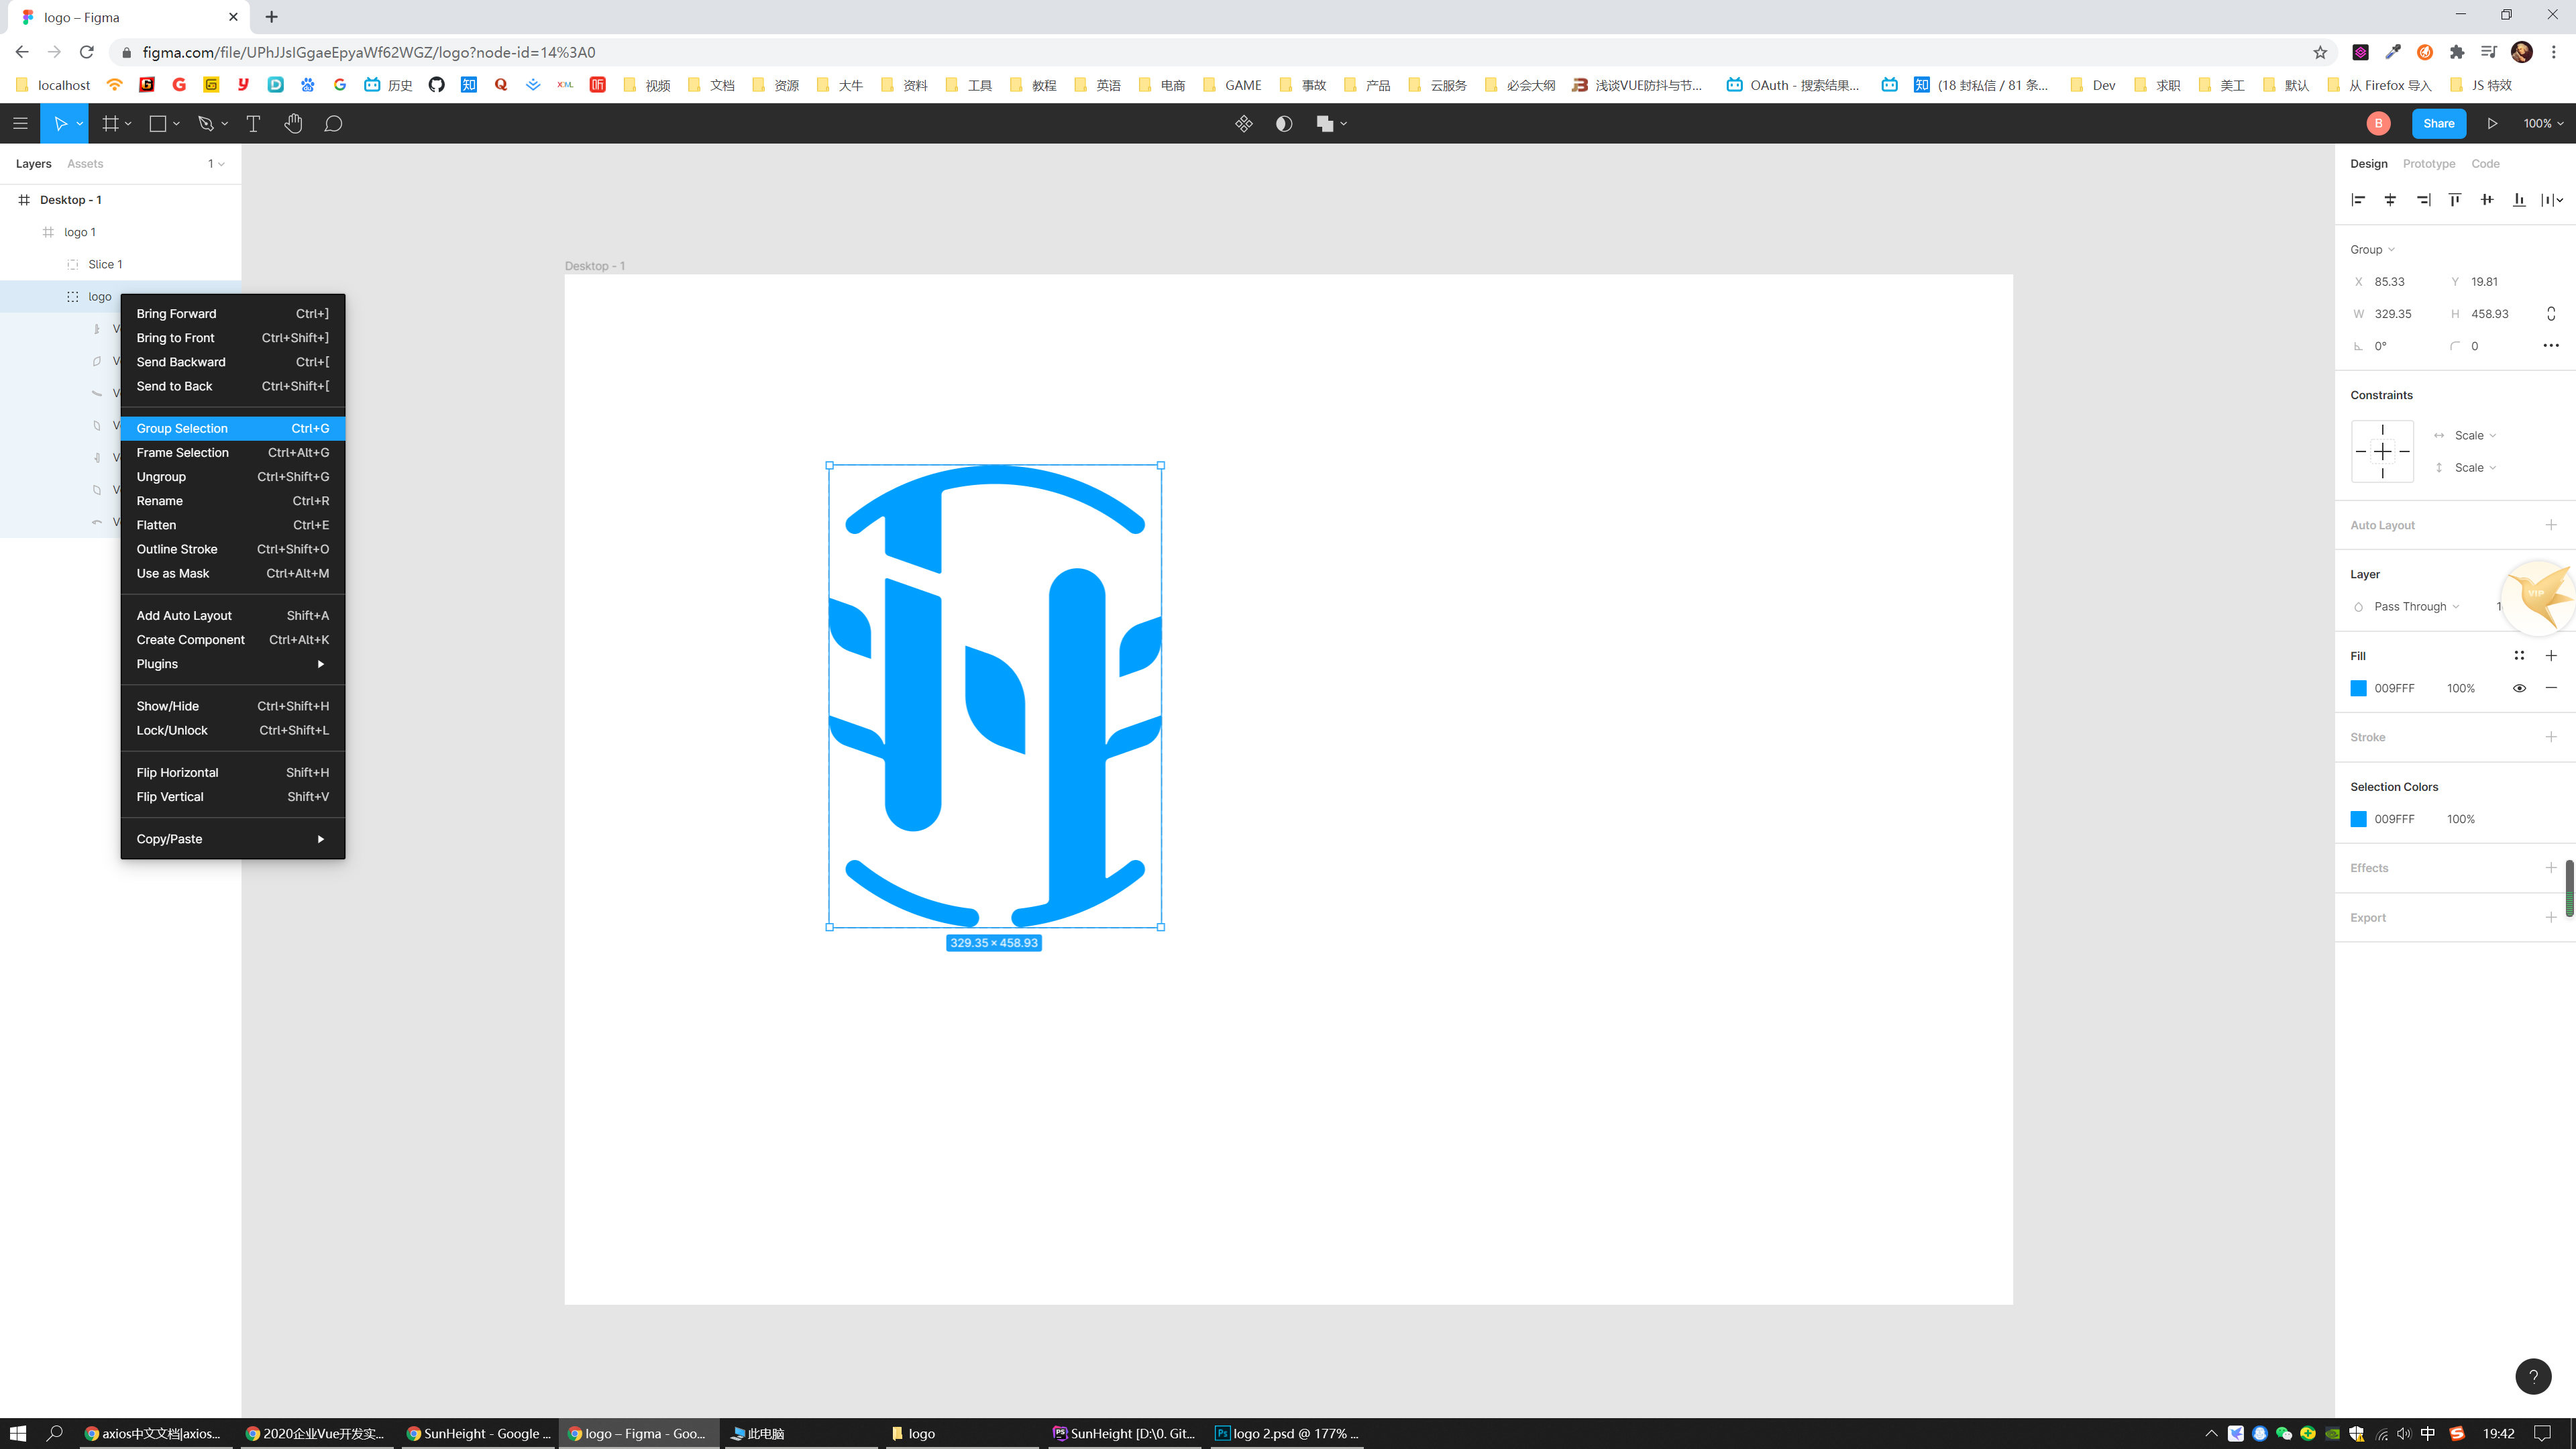 logo – Figma
figma.com/file/UPhJJsIGgaeEpyaWf62WGZ/logo?node-id=14%3A0
localhost
历史
视频
文档
资源
大牛
资料
工具
教程
英语
电商
GAME
事故
产品
云服务
必会大纲
浅谈VUE防抖与节...
OAuth - 搜索结果...
(18 封私信 / 81 条...
Dev
求职
美工
默认
从 Firefox 导入
JS 特效
B
Share
100%
Layers
Assets
1
Design
Prototype
Code
Desktop - 1
logo 1
Slice 1
logo
Bring Forward Ctrl+]
Bring to Front Ctrl+Shift+]
Send Backward Ctrl+[
Send to Back Ctrl+Shift+[
Group Selection Ctrl+G
Frame Selection Ctrl+Alt+G
Ungroup Ctrl+Shift+G
Rename Ctrl+R
Flatten Ctrl+E
Outline Stroke Ctrl+Shift+O
Use as Mask Ctrl+Alt+M
Add Auto Layout Shift+A
Create Component Ctrl+Alt+K
Plugins
Show/Hide Ctrl+Shift+H
Lock/Unlock Ctrl+Shift+L
Flip Horizontal Shift+H
Flip Vertical Shift+V
Copy/Paste
Desktop - 1
329.35 × 458.93
Group
X 85.33 Y 19.81
W 329.35 H 458.93
0° 0
Constraints
Scale
Scale
Auto Layout
Layer
Pass Through
VIP
Fill
009FFF 100%
Stroke
Selection Colors
009FFF 100%
Effects
Export
?
axios中文文档|axios...
2020企业Vue开发实...
SunHeight - Google ...
logo – Figma - Goo...
此电脑
logo
SunHeight [D:\0. Git...
logo 2.psd @ 177% ...
中
19:42